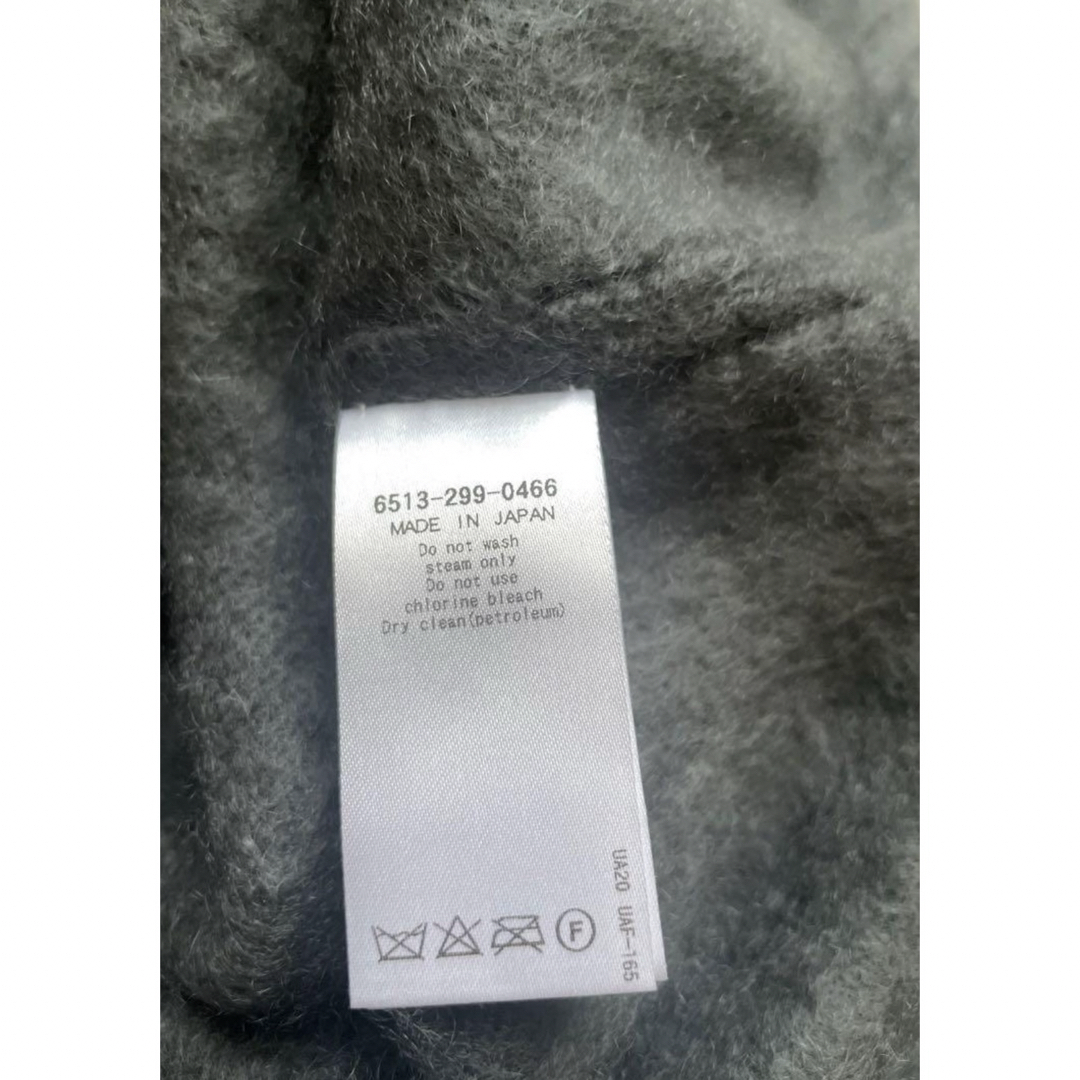 6513-299-0466
MADE IN JAPAN
Do not wash
steam only
Do not use
chlorine bleach
Dry clean(petroleum)
UA20 UAF-165
F